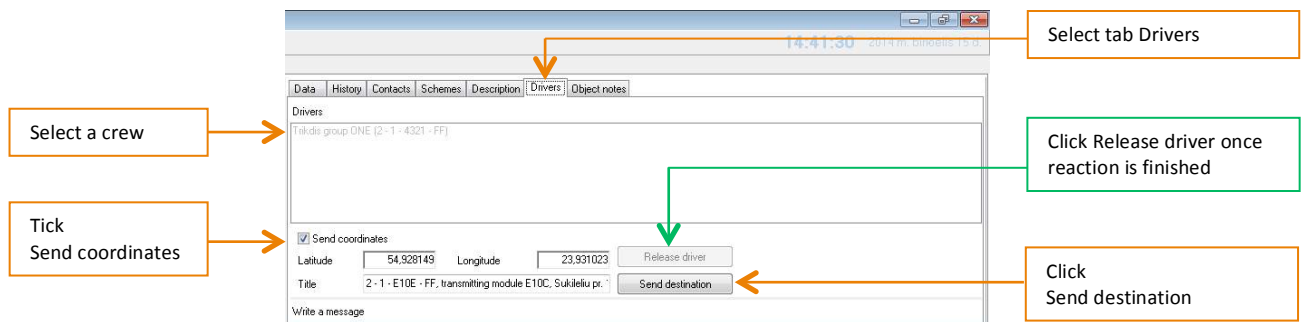 14:41:30 2014 m. birželis 15 d.
Select tab Drivers
Data History Contacts Schemes Description Drivers Object notes
Drivers
Select a crew
Trikdis group ONE (2 - 1 - 4321 - FF)
Click Release driver once
reaction is finished
Tick
Send coordinates
Send coordinates
Latitude 54,928149 Longitude 23,931023 Release driver
Title 2 - 1 - E10E - FF, transmitting module E10C, Sukileliu pr. Send destination
Click
Send destination
Write a message